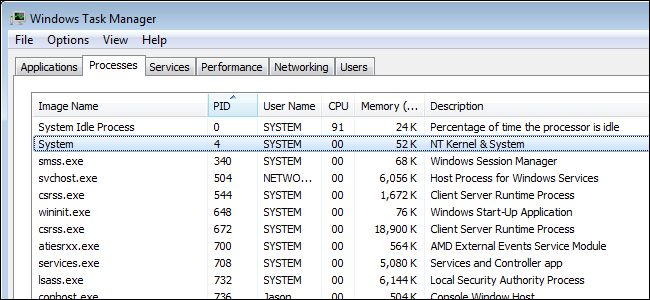 Windows Task Manager
File Options View Help
Applications Processes Services Performance Networking Users
Image Name PID User Name CPU Memory (... Description
System Idle Process 0 SYSTEM 91 24 K Percentage of time the processor is idle
System 4 SYSTEM 00 52 K NT Kernel & System
smss.exe 340 SYSTEM 00 68 K Windows Session Manager
svchost.exe 504 NETWO... 00 6,056 K Host Process for Windows Services
csrss.exe 544 SYSTEM 00 1,672 K Client Server Runtime Process
wininit.exe 648 SYSTEM 00 76 K Windows Start-Up Application
csrss.exe 672 SYSTEM 00 18,900 K Client Server Runtime Process
atiesrxx.exe 700 SYSTEM 00 564 K AMD External Events Service Module
services.exe 708 SYSTEM 00 5,080 K Services and Controller app
lsass.exe 732 SYSTEM 00 6,144 K Local Security Authority Process
conhost.exe 736 Jason 00 504 K Console Window Host